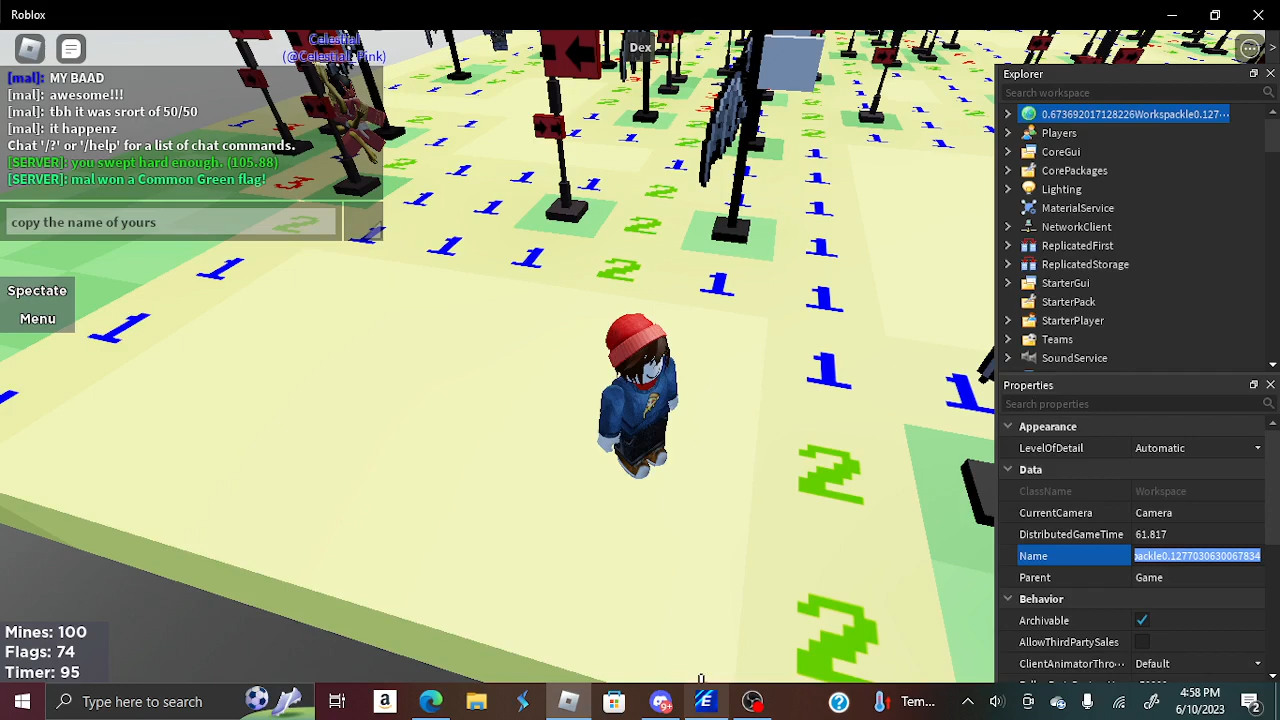 Roblox
Celestial
(@Celestial_Pink)
Dex
[mal]: MY BAAD
[mal]: awesome!!!
[mal]: tbh it was srort of 50/50
[mal]: it happenz
Chat '/?' or '/help' for a list of chat commands.
[SERVER]: you swept hard enough. (105.88)
[SERVER]: mal won a Common Green flag!
copy the name of yours
Spectate
Menu
Mines: 100
Flags: 74
Timer: 95
Explorer
Search workspace
0.673692017128226Workspackle0.127...
Players
CoreGui
CorePackages
Lighting
MaterialService
NetworkClient
ReplicatedFirst
ReplicatedStorage
StarterGui
StarterPack
StarterPlayer
Teams
SoundService
Properties
Search properties
Appearance
LevelOfDetail Automatic
Data
ClassName Workspace
CurrentCamera Camera
DistributedGameTime 61.817
Name packle0.1277030630067834
Parent Game
Behavior
Archivable
AllowThirdPartySales
ClientAnimatorThro... Default
Type here to search
Tem...
4:58 PM
6/10/2023